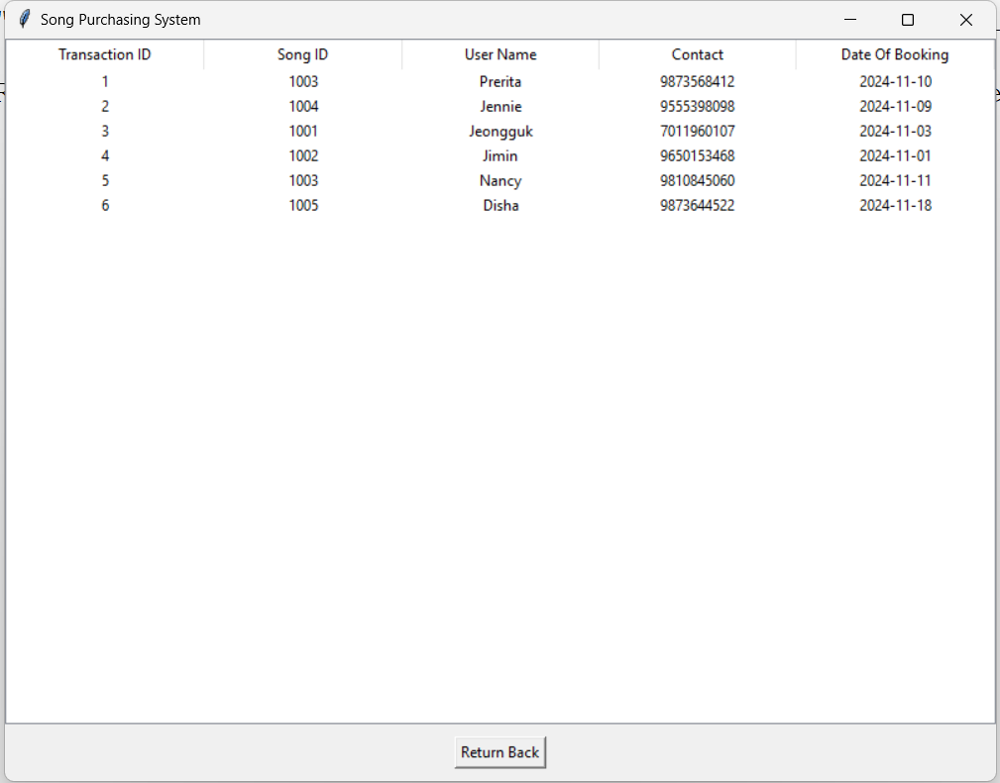 Song Purchasing System
Transaction ID Song ID User Name Contact Date Of Booking
1 1003 Prerita 9873568412 2024-11-10
2 1004 Jennie 9555398098 2024-11-09
3 1001 Jeongguk 7011960107 2024-11-03
4 1002 Jimin 9650153468 2024-11-01
5 1003 Nancy 9810845060 2024-11-11
6 1005 Disha 9873644522 2024-11-18
Return Back